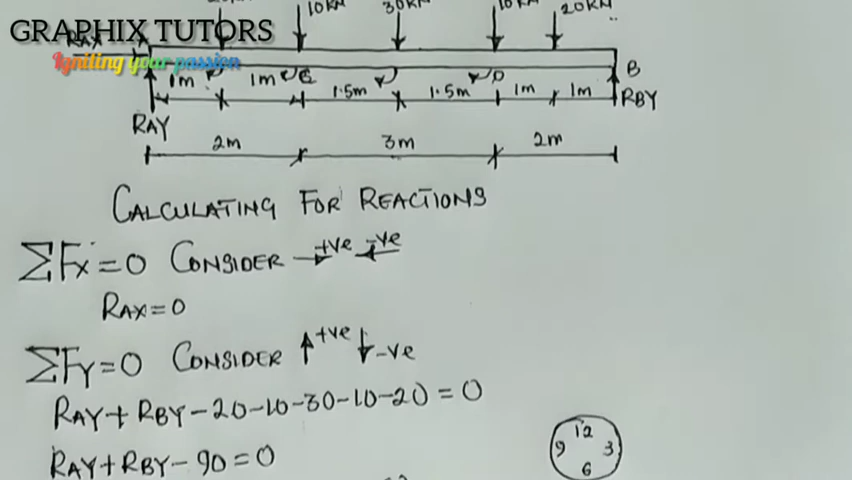 10KN 30KN 10KN 20KN
GRAPHIX TUTORS
RAX A
Igniting your passion
1m 1m C 1.5m 1.5m D 1m 1m B
RAY RBY
2m 3m 2m
CALCULATING FOR REACTIONS
ΣFx=0 CONSIDER → +ve ← -ve
RAX=0
ΣFy=0 CONSIDER ↑ +ve ↓ -ve
RAY+RBY-20-10-30-10-20=0
RAY+RBY-90=0
12
9 3
6